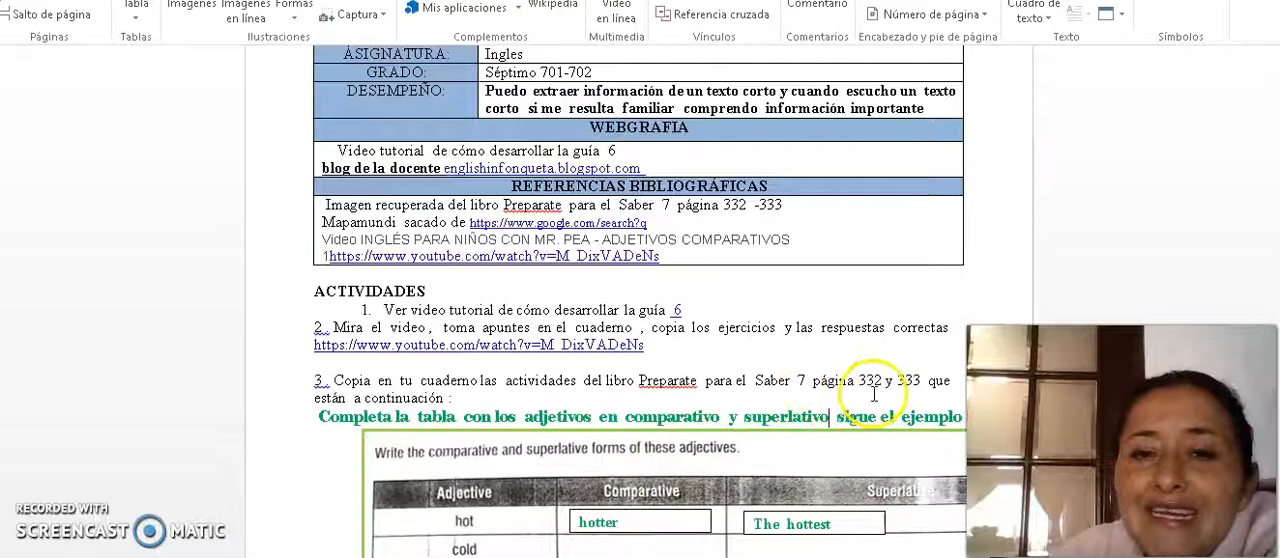 Tabla
Imágenes Imágenes Formas
en línea
Captura
Mis aplicaciones
Wikipedia
Video
en línea
Comentario
Cuadro de
texto
Salto de página
Referencia cruzada
Número de página
Páginas
Tablas
Ilustraciones
Complementos
Multimedia
Vínculos
Comentarios
Encabezado y pie de página
Texto
Símbolos
ASIGNATURA: Ingles
GRADO: Séptimo 701-702
DESEMPEÑO: Puedo extraer información de un texto corto y cuando escucho un texto
corto si me resulta familiar comprendo información importante
WEBGRAFIA
Video tutorial de cómo desarrollar la guía 6
blog de la docente englishinfonqueta.blogspot.com
REFERENCIAS BIBLIOGRÁFICAS
Imagen recuperada del libro Preparate para el Saber 7 página 332 -333
Mapamundi sacado de https://www.google.com/search?q
Video INGLÉS PARA NIÑOS CON MR. PEA - ADJETIVOS COMPARATIVOS
1https://www.youtube.com/watch?v=M_DixVADeNs
ACTIVIDADES
1. Ver video tutorial de cómo desarrollar la guía 6
2. Mira el video, toma apuntes en el cuaderno , copia los ejercicios y las respuestas correctas
https://www.youtube.com/watch?v=M_DixVADeNs
3. Copia en tu cuaderno las actividades del libro Preparate para el Saber 7 página 332 y 333 que
están a continuación :
Completa la tabla con los adjetivos en comparativo y superlativo sigue el ejemplo
Write the comparative and superlative forms of these adjectives.
Adjective Comparative Superlative
hot hotter The hottest
cold
RECORDED WITH
SCREENCAST MATIC